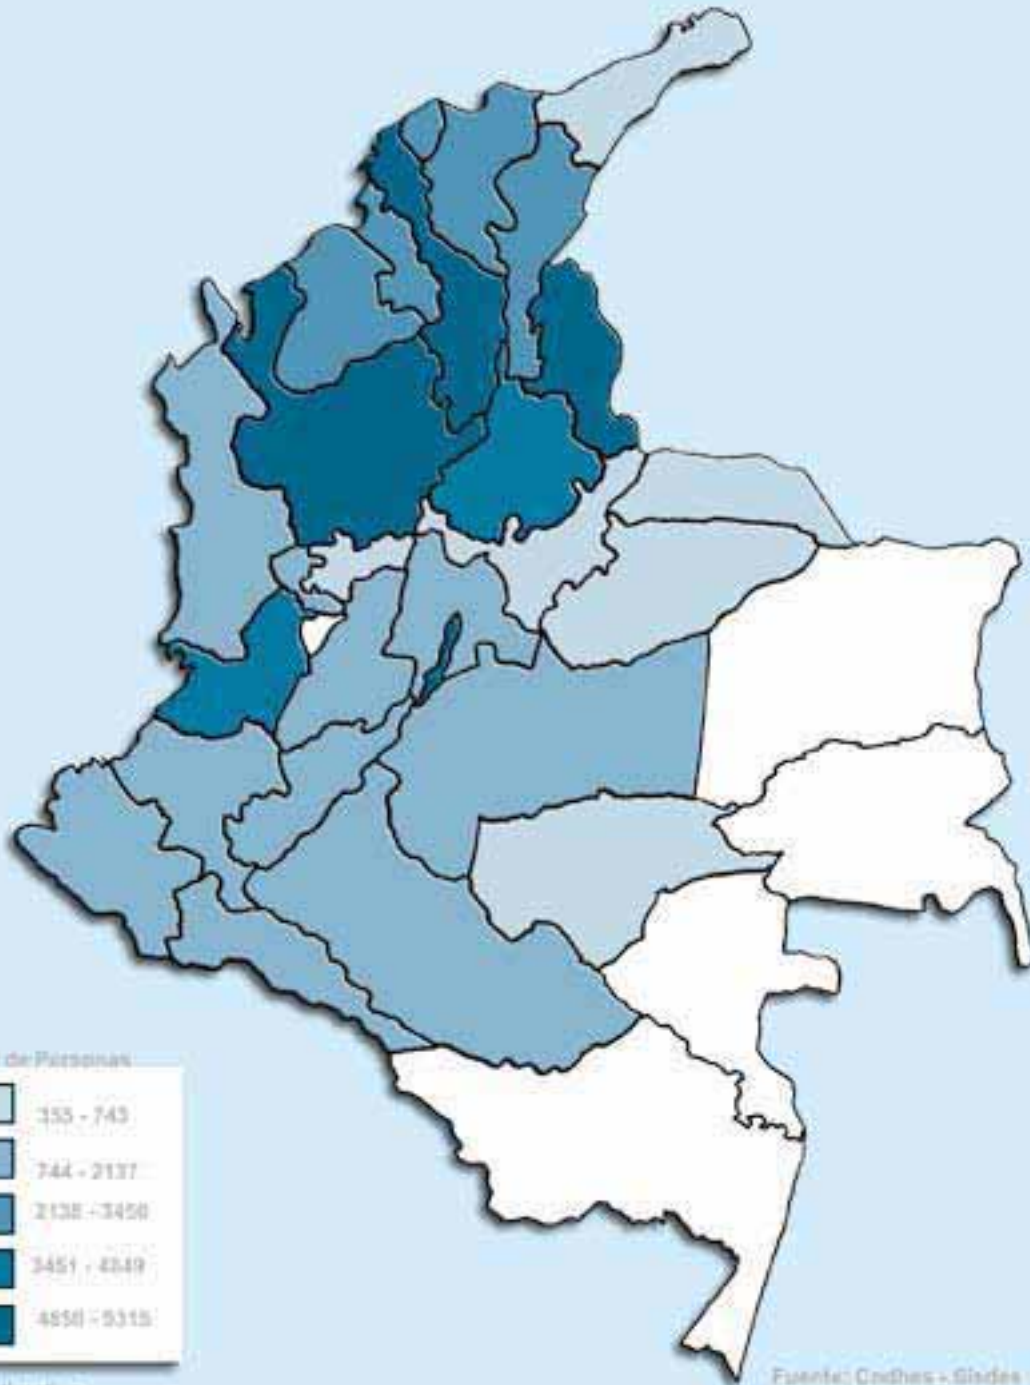 de Personas
355 - 743
744 - 2137
2138 - 3450
3451 - 4849
4850 - 5315
Fuente: Codhes - Sisdes